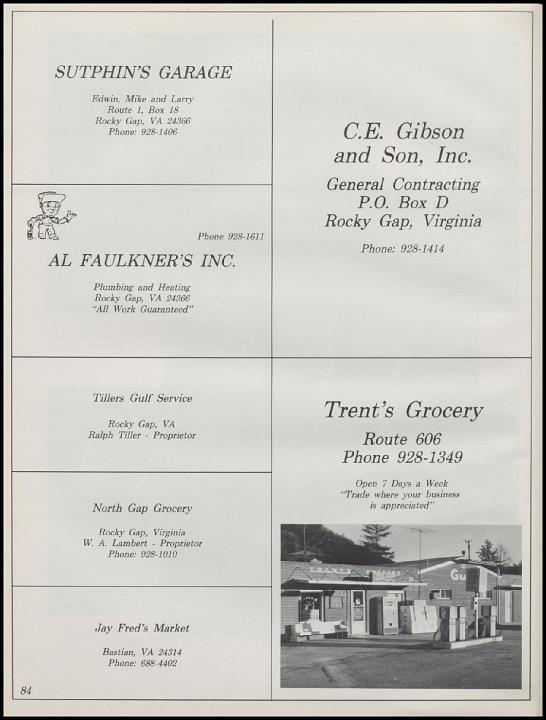 SUTPHIN'S GARAGE
Edwin, Mike and Larry
Route 1, Box 18
Rocky Gap, VA 24366
Phone: 928-1406
Phone 928-1611
AL FAULKNER'S INC.
Plumbing and Heating
Rocky Gap, VA 24366
"All Work Guaranteed"
Tillers Gulf Service
Rocky Gap, VA
Ralph Tiller - Proprietor
North Gap Grocery
Rocky Gap, Virginia
W. A. Lambert - Proprietor
Phone: 928-1010
Jay Fred's Market
Bastian, VA 24314
Phone: 688-4402
84
C.E. Gibson
and Son, Inc.
General Contracting
P.O. Box D
Rocky Gap, Virginia
Phone: 928-1414
Trent's Grocery
Route 606
Phone 928-1349
Open 7 Days a Week
"Trade where your business
is appreciated"
TRENTS